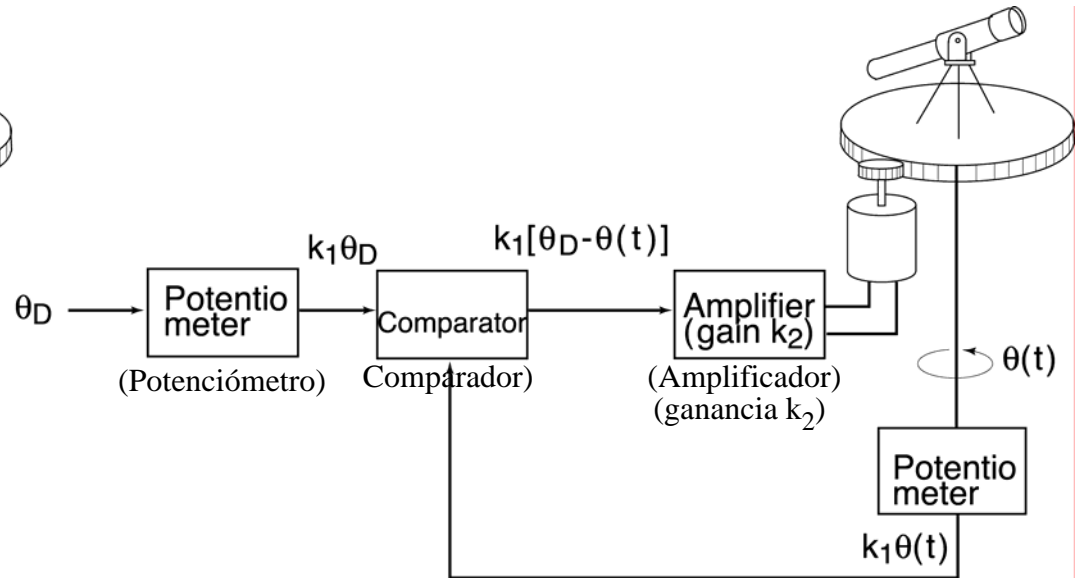 θD
Potentio
meter
(Potenciómetro)
k1θD
Comparator
Comparador)
k1[θD-θ(t)]
Amplifier
(gain k2)
(Amplificador)
(ganancia k2)
θ(t)
Potentio
meter
k1θ(t)